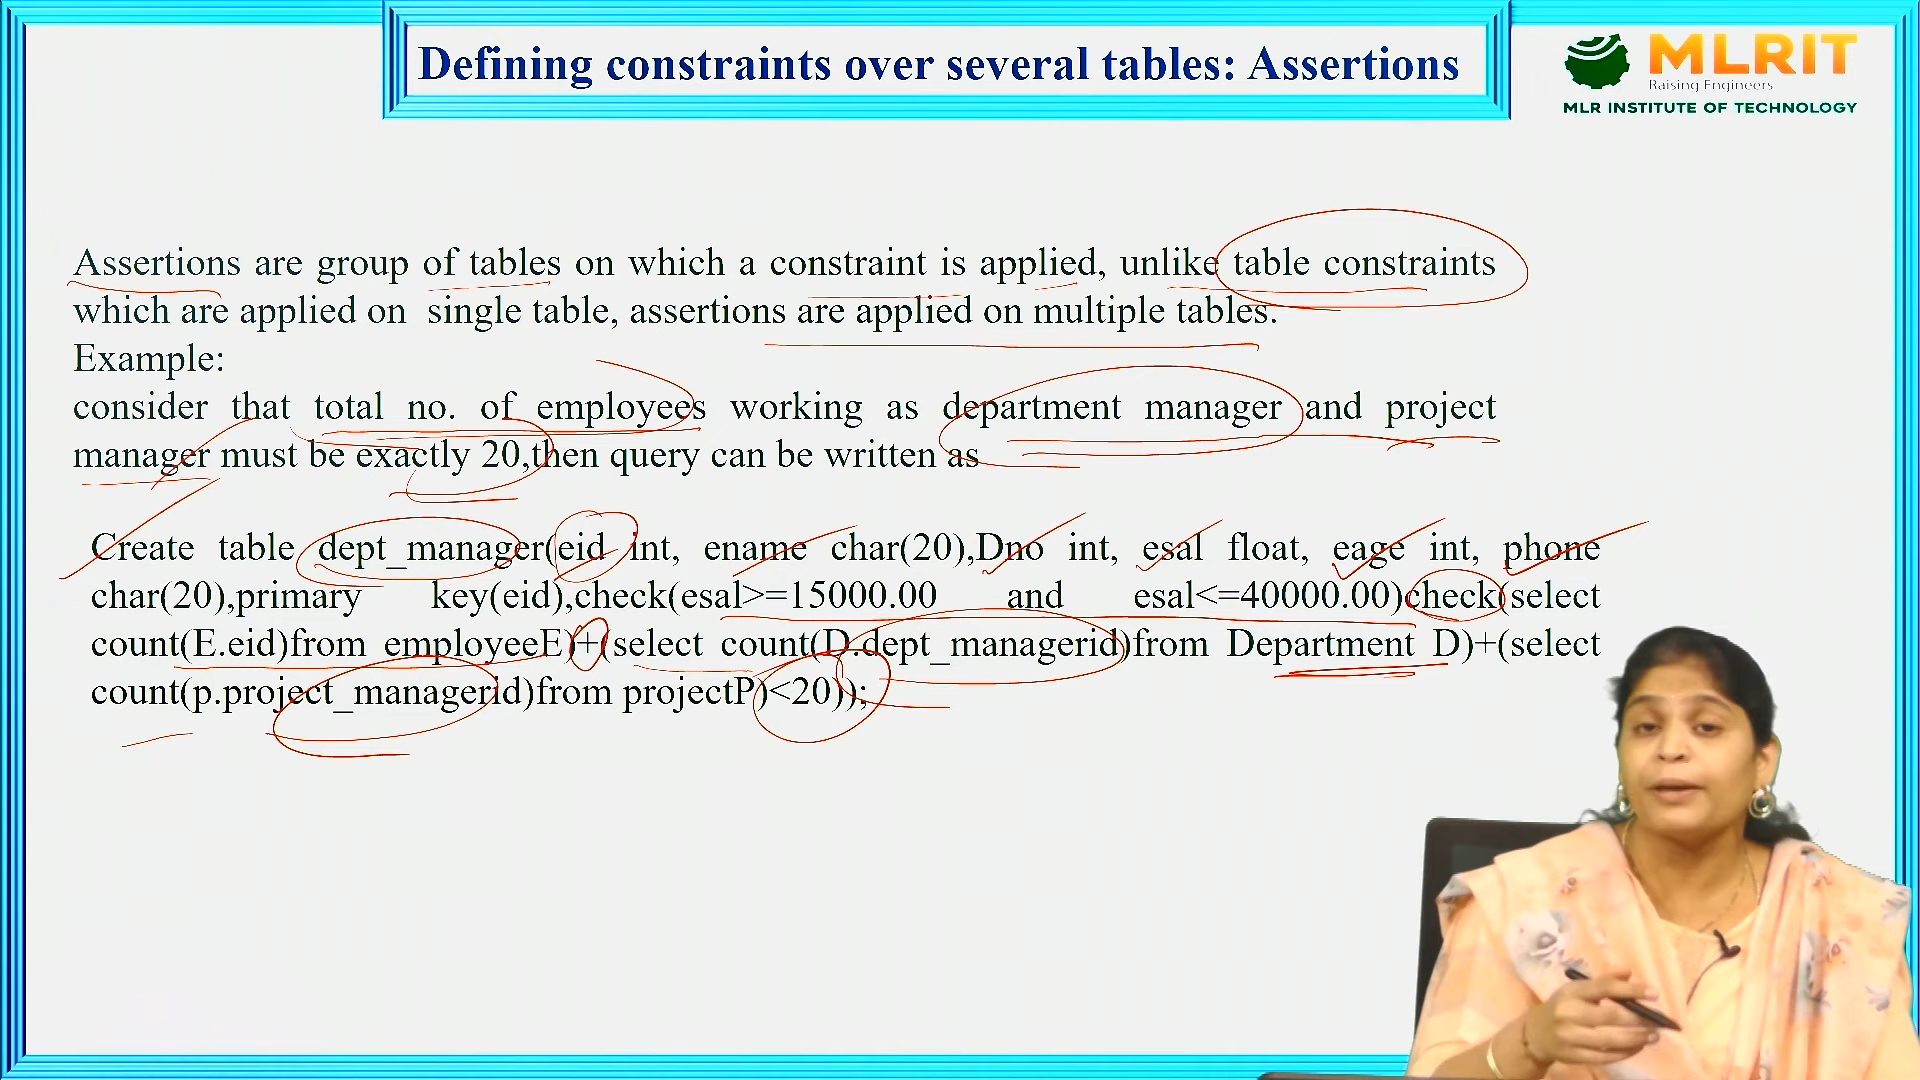 Defining constraints over several tables: Assertions
MLRIT
Raising Engineers
MLR INSTITUTE OF TECHNOLOGY
Assertions are group of tables on which a constraint is applied, unlike table constraints
which are applied on single table, assertions are applied on multiple tables.
Example:
consider that total no. of employees working as department manager and project
manager must be exactly 20,then query can be written as
Create table dept_manager(eid int, ename char(20),Dno int, esal float, eage int, phone
char(20),primary key(eid),check(esal>=15000.00 and esal<=40000.00)check(select
count(E.eid)from employeeE)+(select count(D.dept_managerid)from Department D)+(select
count(p.project_managerid)from projectP)<20));